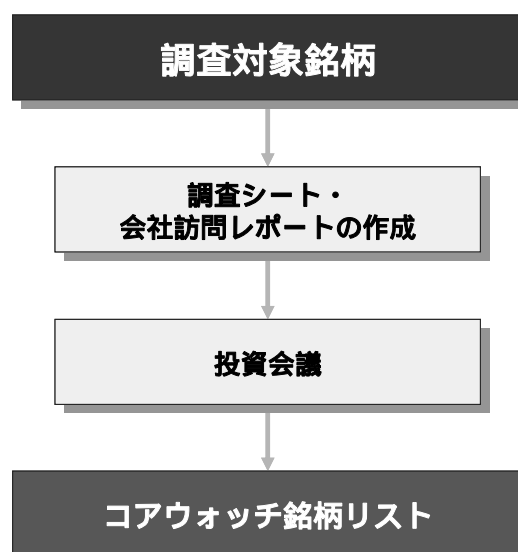 調査対象銘柄
調査シート・
会社訪問レポートの作成
投資会議
コアウォッチ銘柄リスト